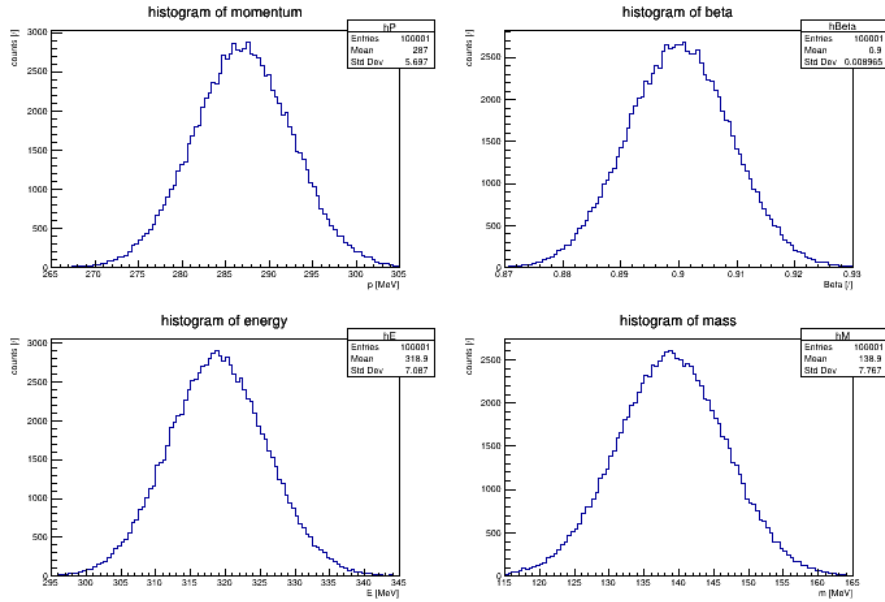 histogram of momentum
hP
Entries 100001
Mean 287
Std Dev 5.697
counts [/]
3000
2500
2000
1500
1000
500
0
265 270 275 280 285 290 295 300 305
p [MeV]
histogram of beta
hBeta
Entries 100001
Mean 0.9
Std Dev 0.008965
counts [/]
2500
2000
1500
1000
500
0
0.87 0.88 0.89 0.9 0.91 0.92 0.93
Beta [/]
histogram of energy
hE
Entries 100001
Mean 318.9
Std Dev 7.087
counts [/]
3000
2500
2000
1500
1000
500
0
295 300 305 310 315 320 325 330 335 340 345
E [MeV]
histogram of mass
hM
Entries 100001
Mean 138.9
Std Dev 7.767
counts [/]
2500
2000
1500
1000
500
0
115 120 125 130 135 140 145 150 155 160 165
m [MeV]